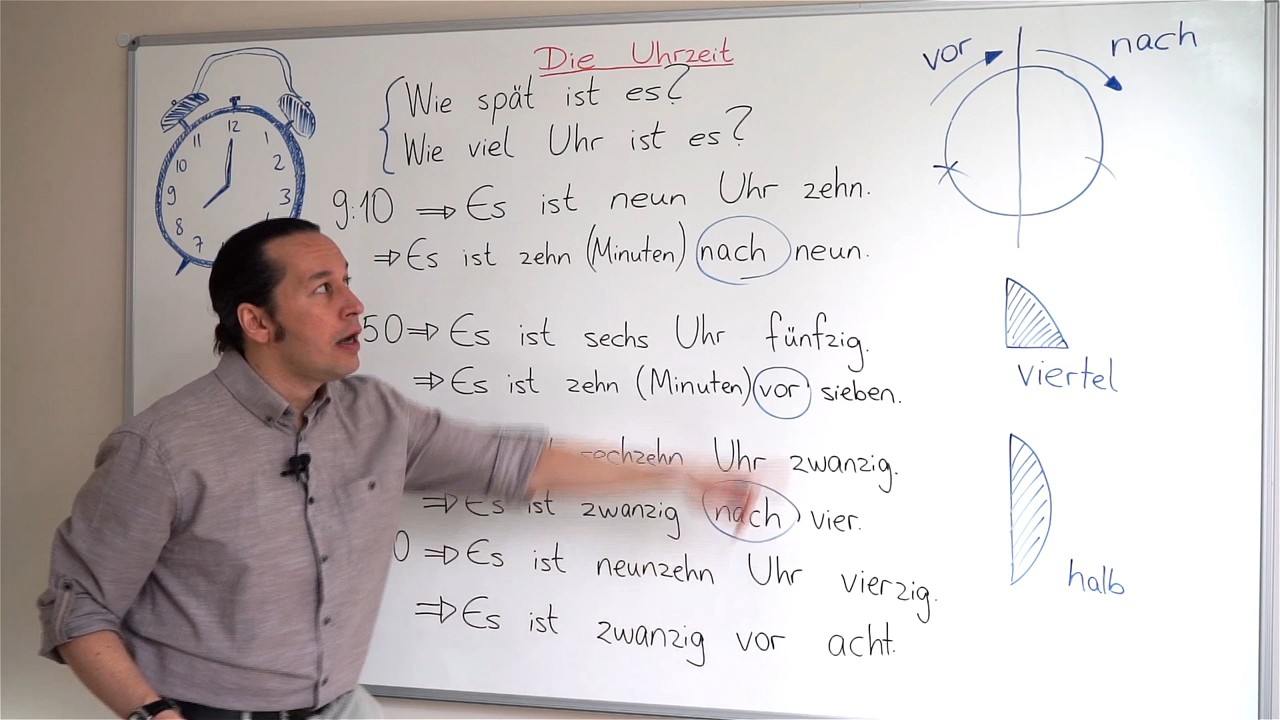 Die Uhrzeit
Wie spät ist es?
Wie viel Uhr ist es?
9:10 ⇒ Es ist neun Uhr zehn.
⇒ Es ist zehn (Minuten) nach neun.
50 ⇒ Es ist sechs Uhr fünfzig.
⇒ Es ist zehn (Minuten) vor sieben.
Uhr zwanzig.
⇒ Es ist zwanzig nach vier.
0 ⇒ Es ist neunzehn Uhr vierzig.
⇒ Es ist zwanzig vor acht.
12
11 1
10 2
9 3
8
7
vor nach
viertel
halb